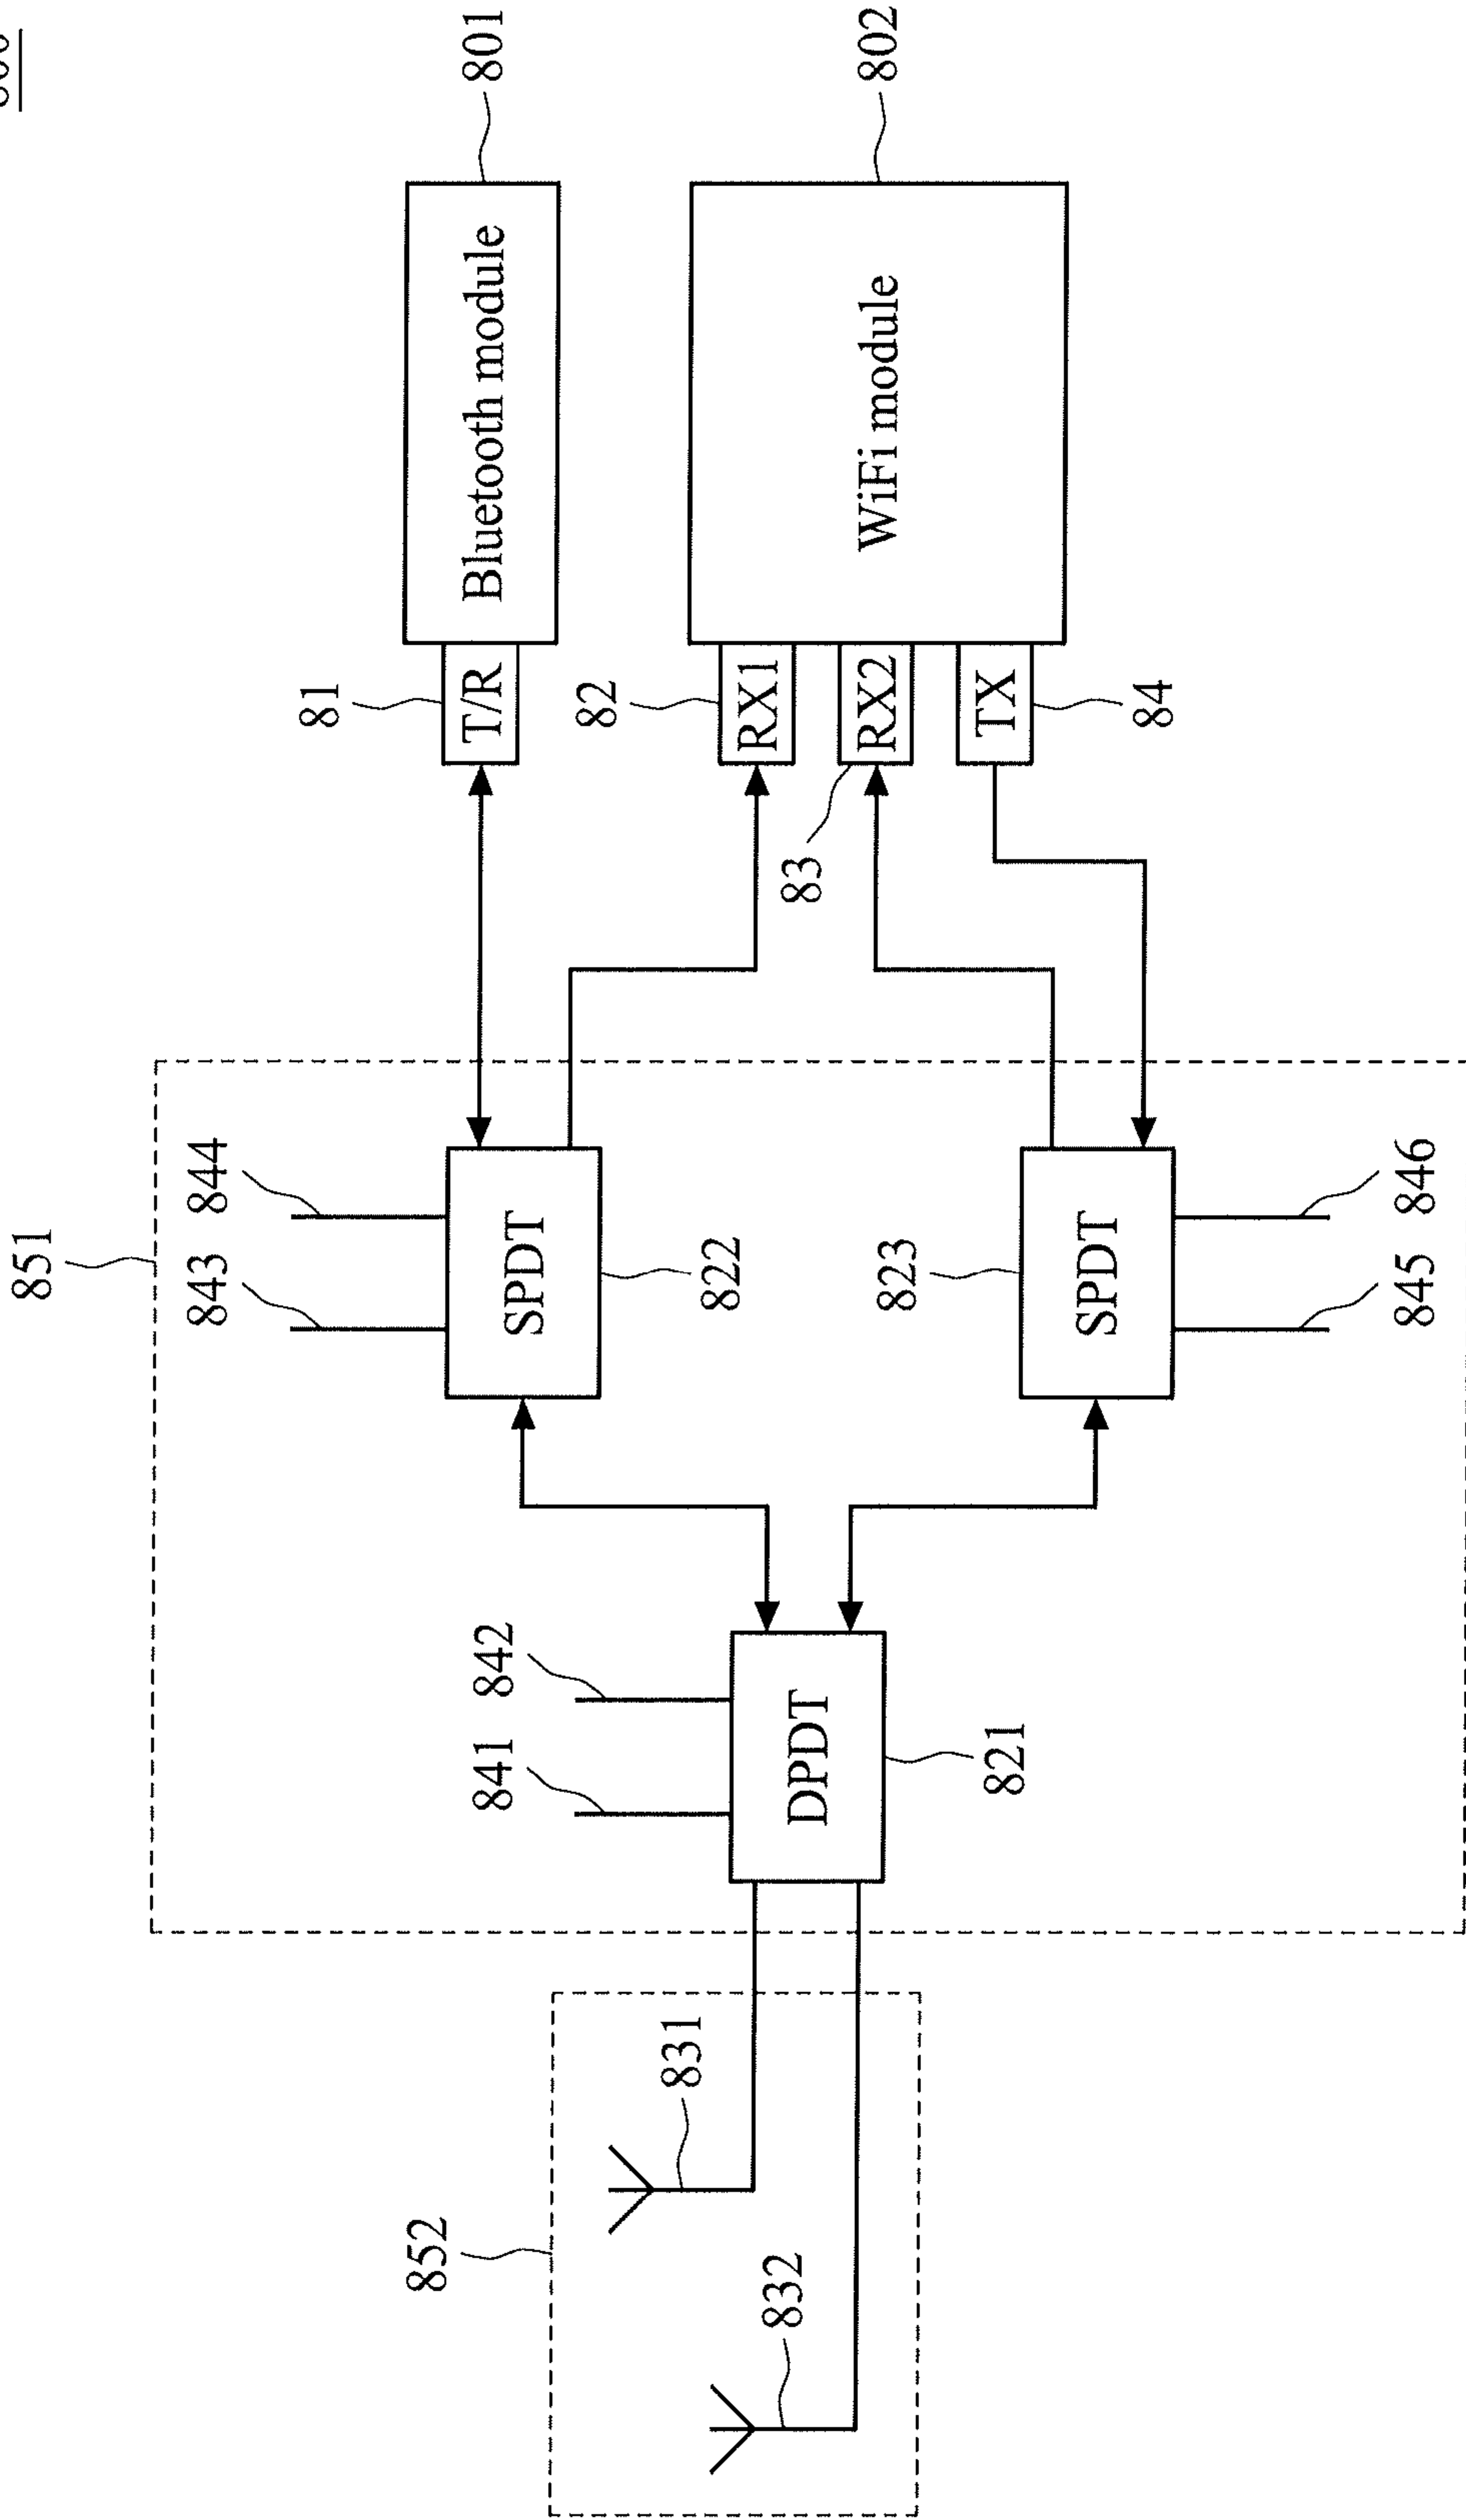 851
843
844
81
852
841
842
SPDT
T/R
Bluetooth module
801
82
831
822
RX1
832
DPDT
83
823
RX2
WiFi module
802
821
TX
SPDT
84
845
846